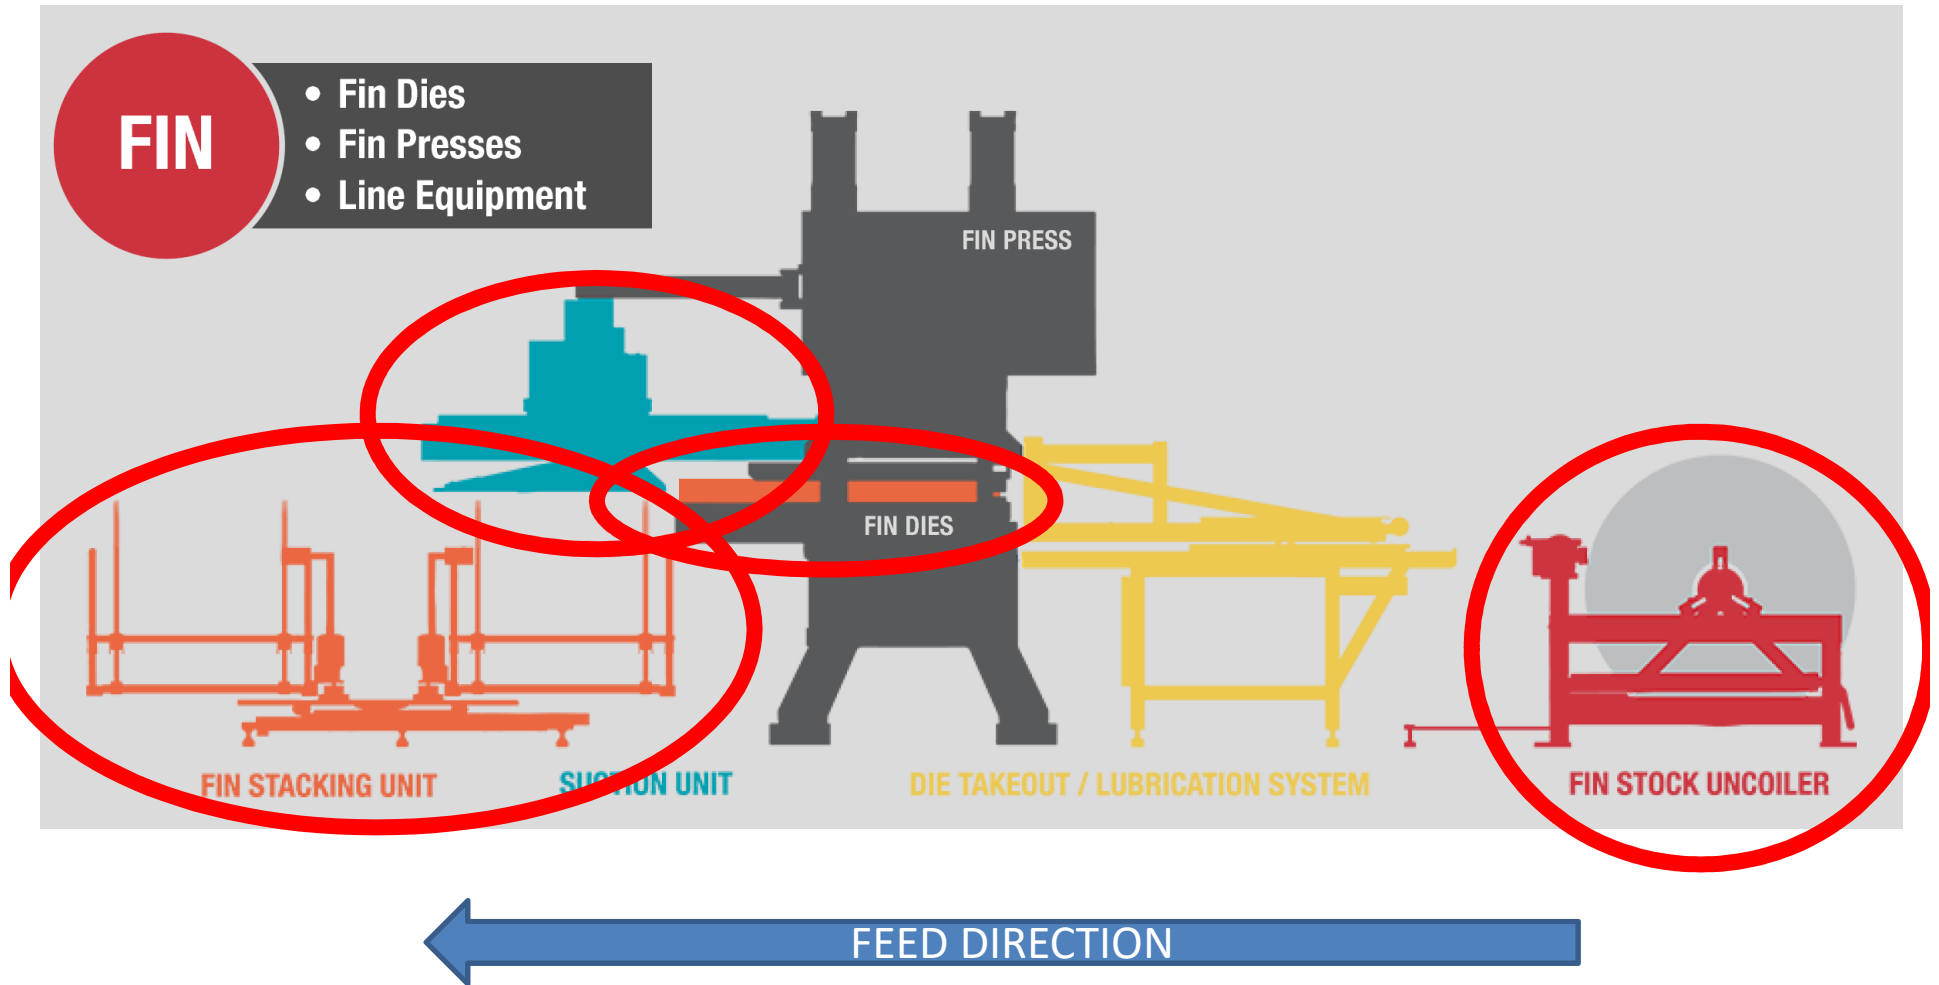 FIN
• Fin Dies
• Fin Presses
• Line Equipment
FIN PRESS
FIN DIES
FIN STACKING UNIT
SUCTION UNIT
DIE TAKEOUT / LUBRICATION SYSTEM
FIN STOCK UNCOILER
FEED DIRECTION